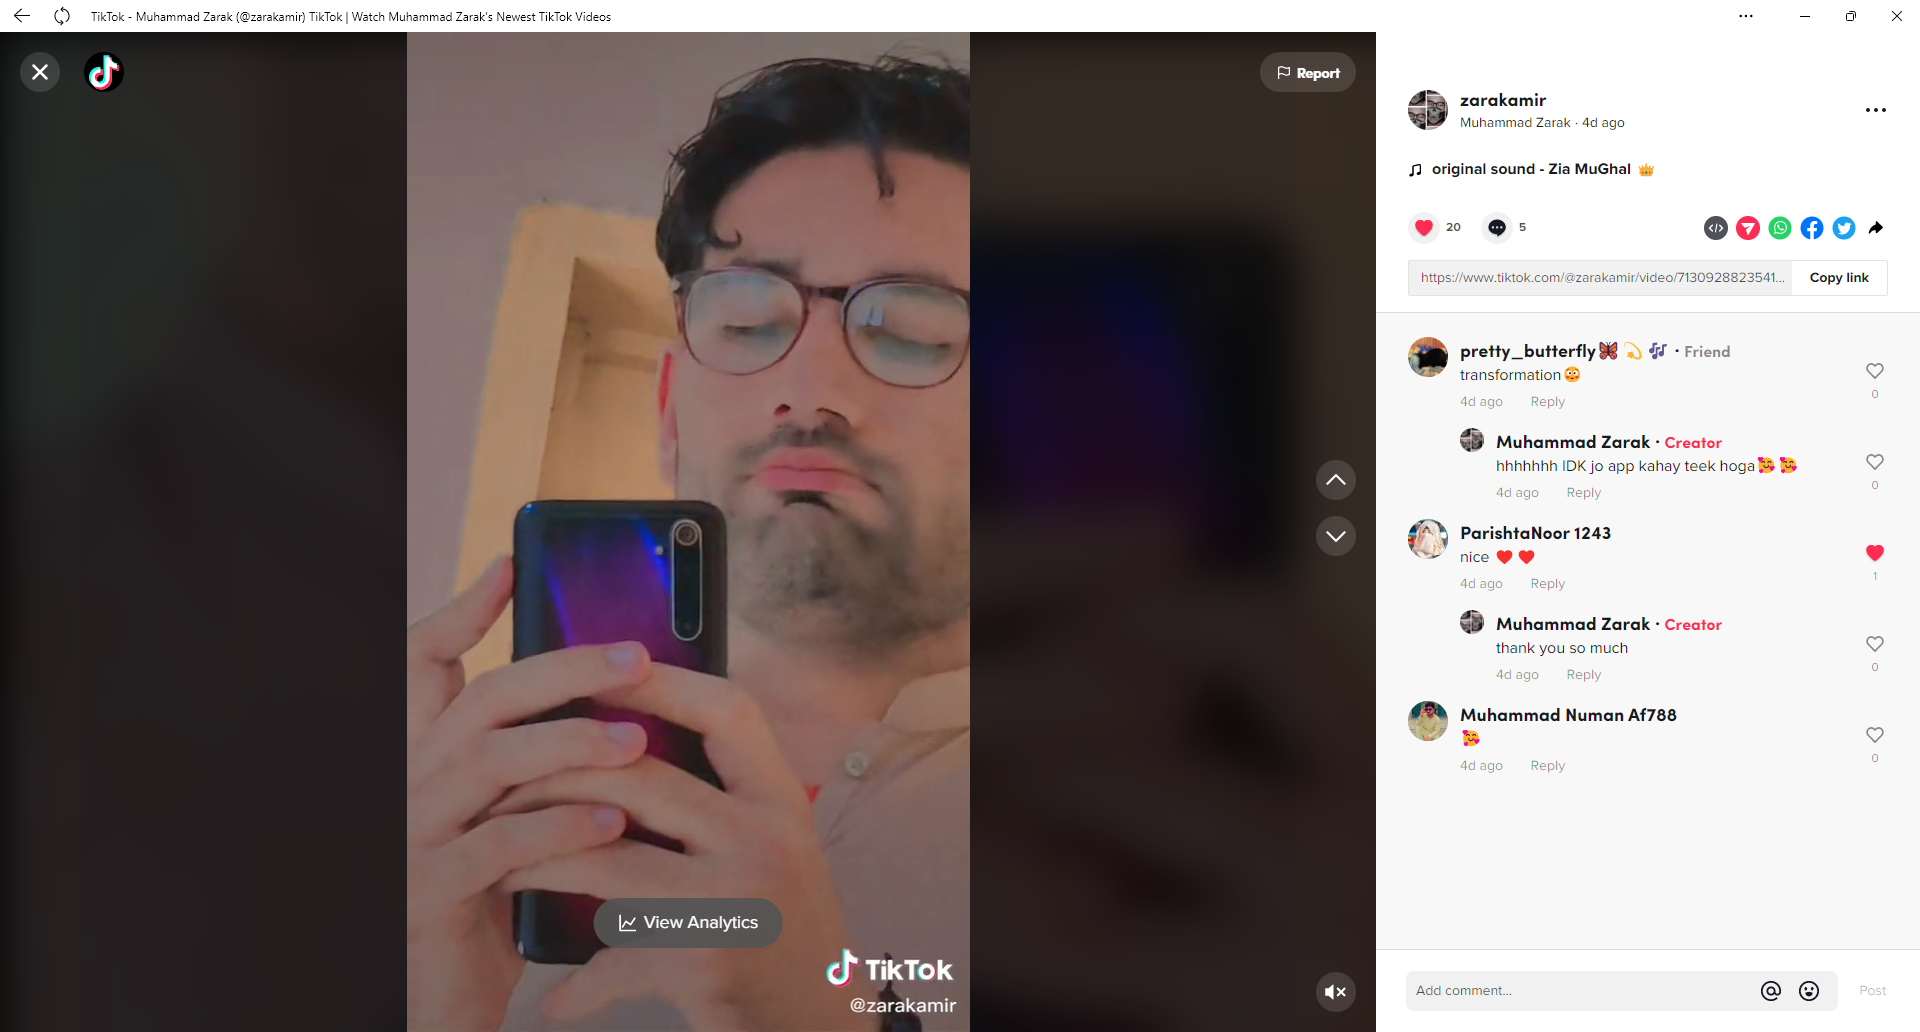 TikTok - Muhammad Zarak (@zarakamir) TikTok | Watch Muhammad Zarak's Newest TikTok Videos
Report
zarakamir
Muhammad Zarak · 4d ago
original sound - Zia MuGhal 👑
20
5
https://www.tiktok.com/@zarakamir/video/7130928823541...
Copy link
pretty_butterfly🦋 💫 🎶 · Friend
transformation😳
0
4d ago Reply
Muhammad Zarak · Creator
hhhhhhh IDK jo app kahay teek hoga🥰 🥰
0
4d ago Reply
ParishtaNoor 1243
nice ❤️ ❤️
1
4d ago Reply
Muhammad Zarak · Creator
thank you so much
0
4d ago Reply
Muhammad Numan Af788
🥰
0
4d ago Reply
View Analytics
TikTok
@zarakamir
Add comment...
Post